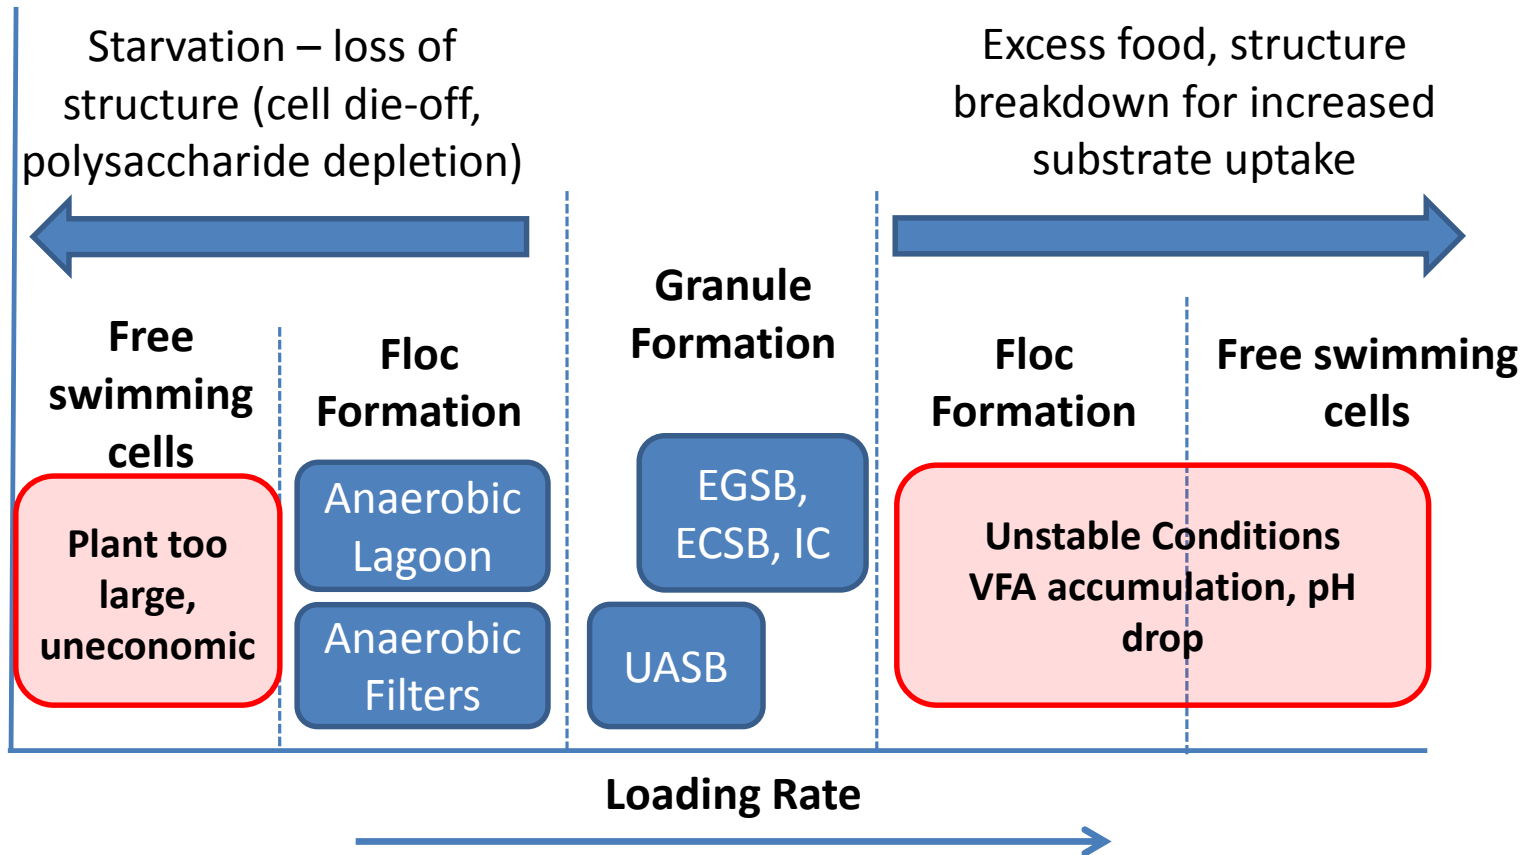 Starvation – loss of
structure (cell die-off,
polysaccharide depletion)
Excess food, structure
breakdown for increased
substrate uptake
Free
swimming
cells
Floc
Formation
Granule
Formation
Floc
Formation
Free swimming
cells
Plant too
large,
uneconomic
Anaerobic
Lagoon
Anaerobic
Filters
EGSB,
ECSB, IC
UASB
Unstable Conditions
VFA accumulation, pH
drop
Loading Rate